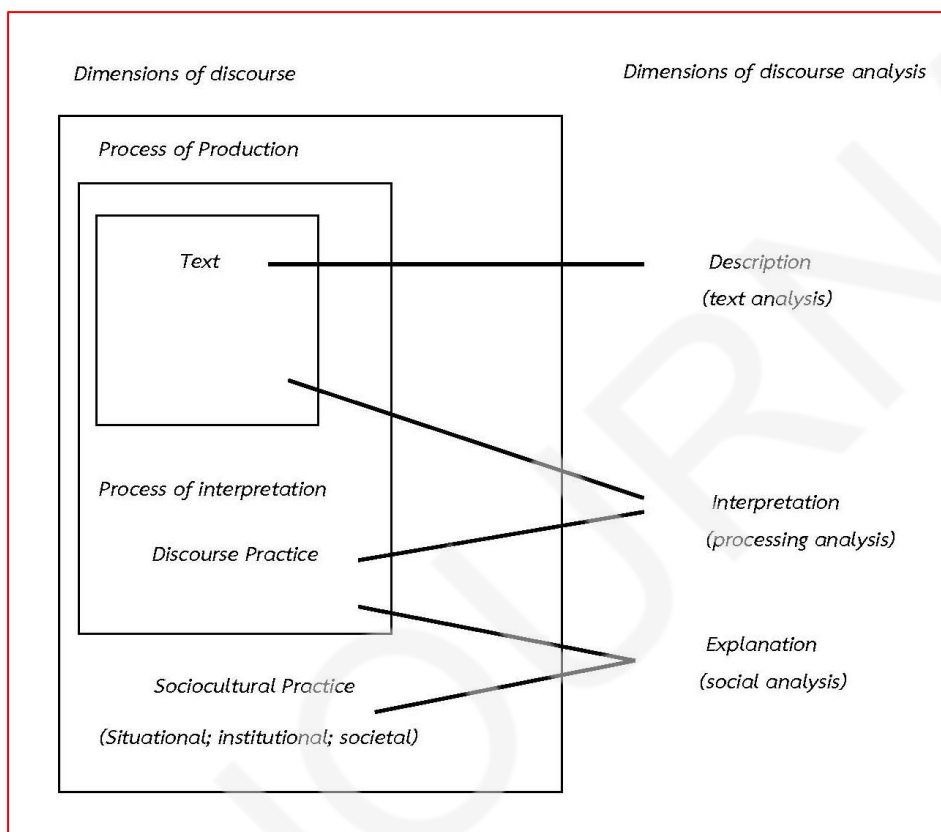 Dimensions of discourse
Dimensions of discourse analysis
Process of Production
Text
Description
(text analysis)
Process of interpretation
Interpretation
Discourse Practice
(processing analysis)
Explanation
Sociocultural Practice
(social analysis)
(Situational; institutional; societal)
JOURN